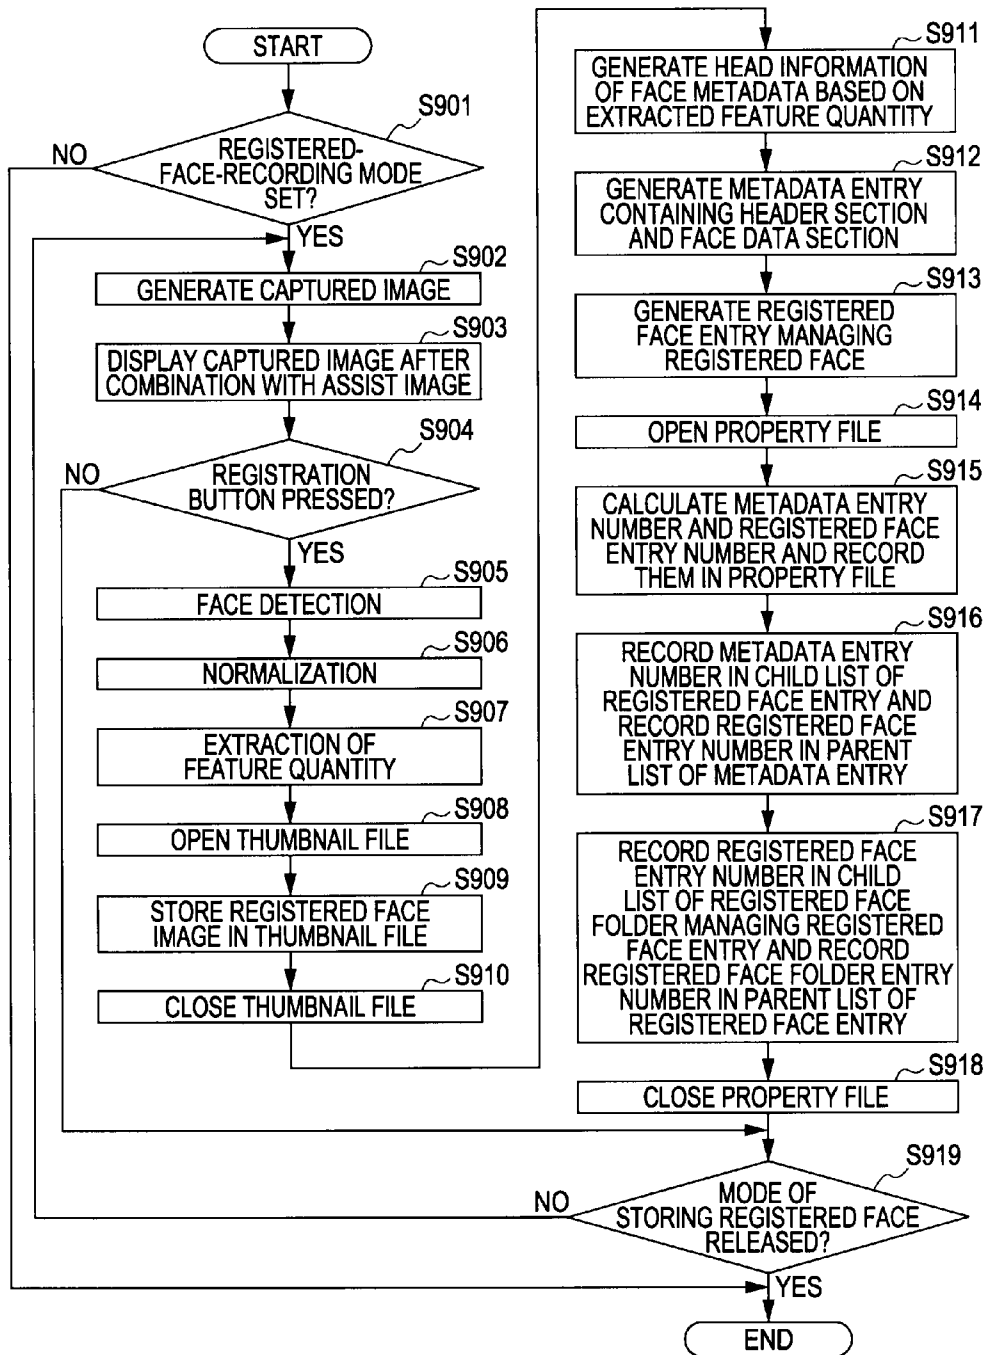 START
S901
NO
REGISTERED-
FACE-RECORDING MODE
SET?
YES
S902
GENERATE CAPTURED IMAGE
S903
DISPLAY CAPTURED IMAGE AFTER
COMBINATION WITH ASSIST IMAGE
S904
NO
REGISTRATION
BUTTON PRESSED?
YES
S905
FACE DETECTION
S906
NORMALIZATION
S907
EXTRACTION OF
FEATURE QUANTITY
S908
OPEN THUMBNAIL FILE
S909
STORE REGISTERED FACE
IMAGE IN THUMBNAIL FILE
S910
CLOSE THUMBNAIL FILE
S911
GENERATE HEAD INFORMATION
OF FACE METADATA BASED ON
EXTRACTED FEATURE QUANTITY
S912
GENERATE METADATA ENTRY
CONTAINING HEADER SECTION
AND FACE DATA SECTION
S913
GENERATE REGISTERED
FACE ENTRY MANAGING
REGISTERED FACE
S914
OPEN PROPERTY FILE
S915
CALCULATE METADATA ENTRY
NUMBER AND REGISTERED FACE
ENTRY NUMBER AND RECORD
THEM IN PROPERTY FILE
S916
RECORD METADATA ENTRY
NUMBER IN CHILD LIST OF
REGISTERED FACE ENTRY AND
RECORD REGISTERED FACE
ENTRY NUMBER IN PARENT
LIST OF METADATA ENTRY
S917
RECORD REGISTERED FACE
ENTRY NUMBER IN CHILD
LIST OF REGISTERED FACE
FOLDER MANAGING REGISTERED
FACE ENTRY AND RECORD
REGISTERED FACE FOLDER ENTRY
NUMBER IN PARENT LIST OF
REGISTERED FACE ENTRY
S918
CLOSE PROPERTY FILE
S919
NO
MODE OF
STORING REGISTERED FACE
RELEASED?
YES
END